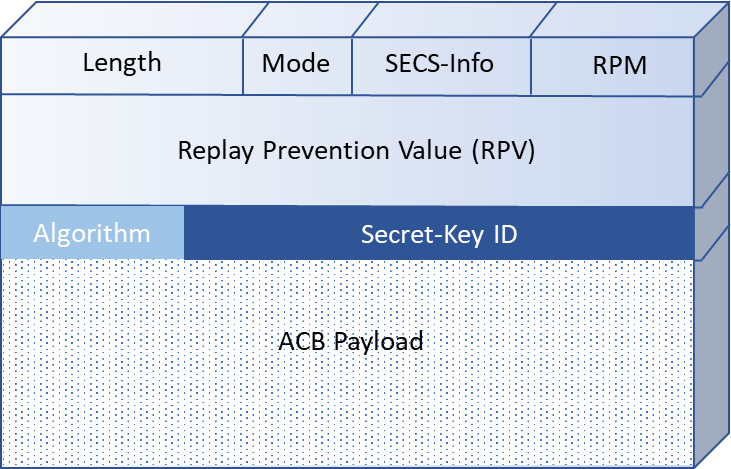 Length Mode SECS-Info RPM
Replay Prevention Value (RPV)
Algorithm Secret-Key ID
ACB Payload